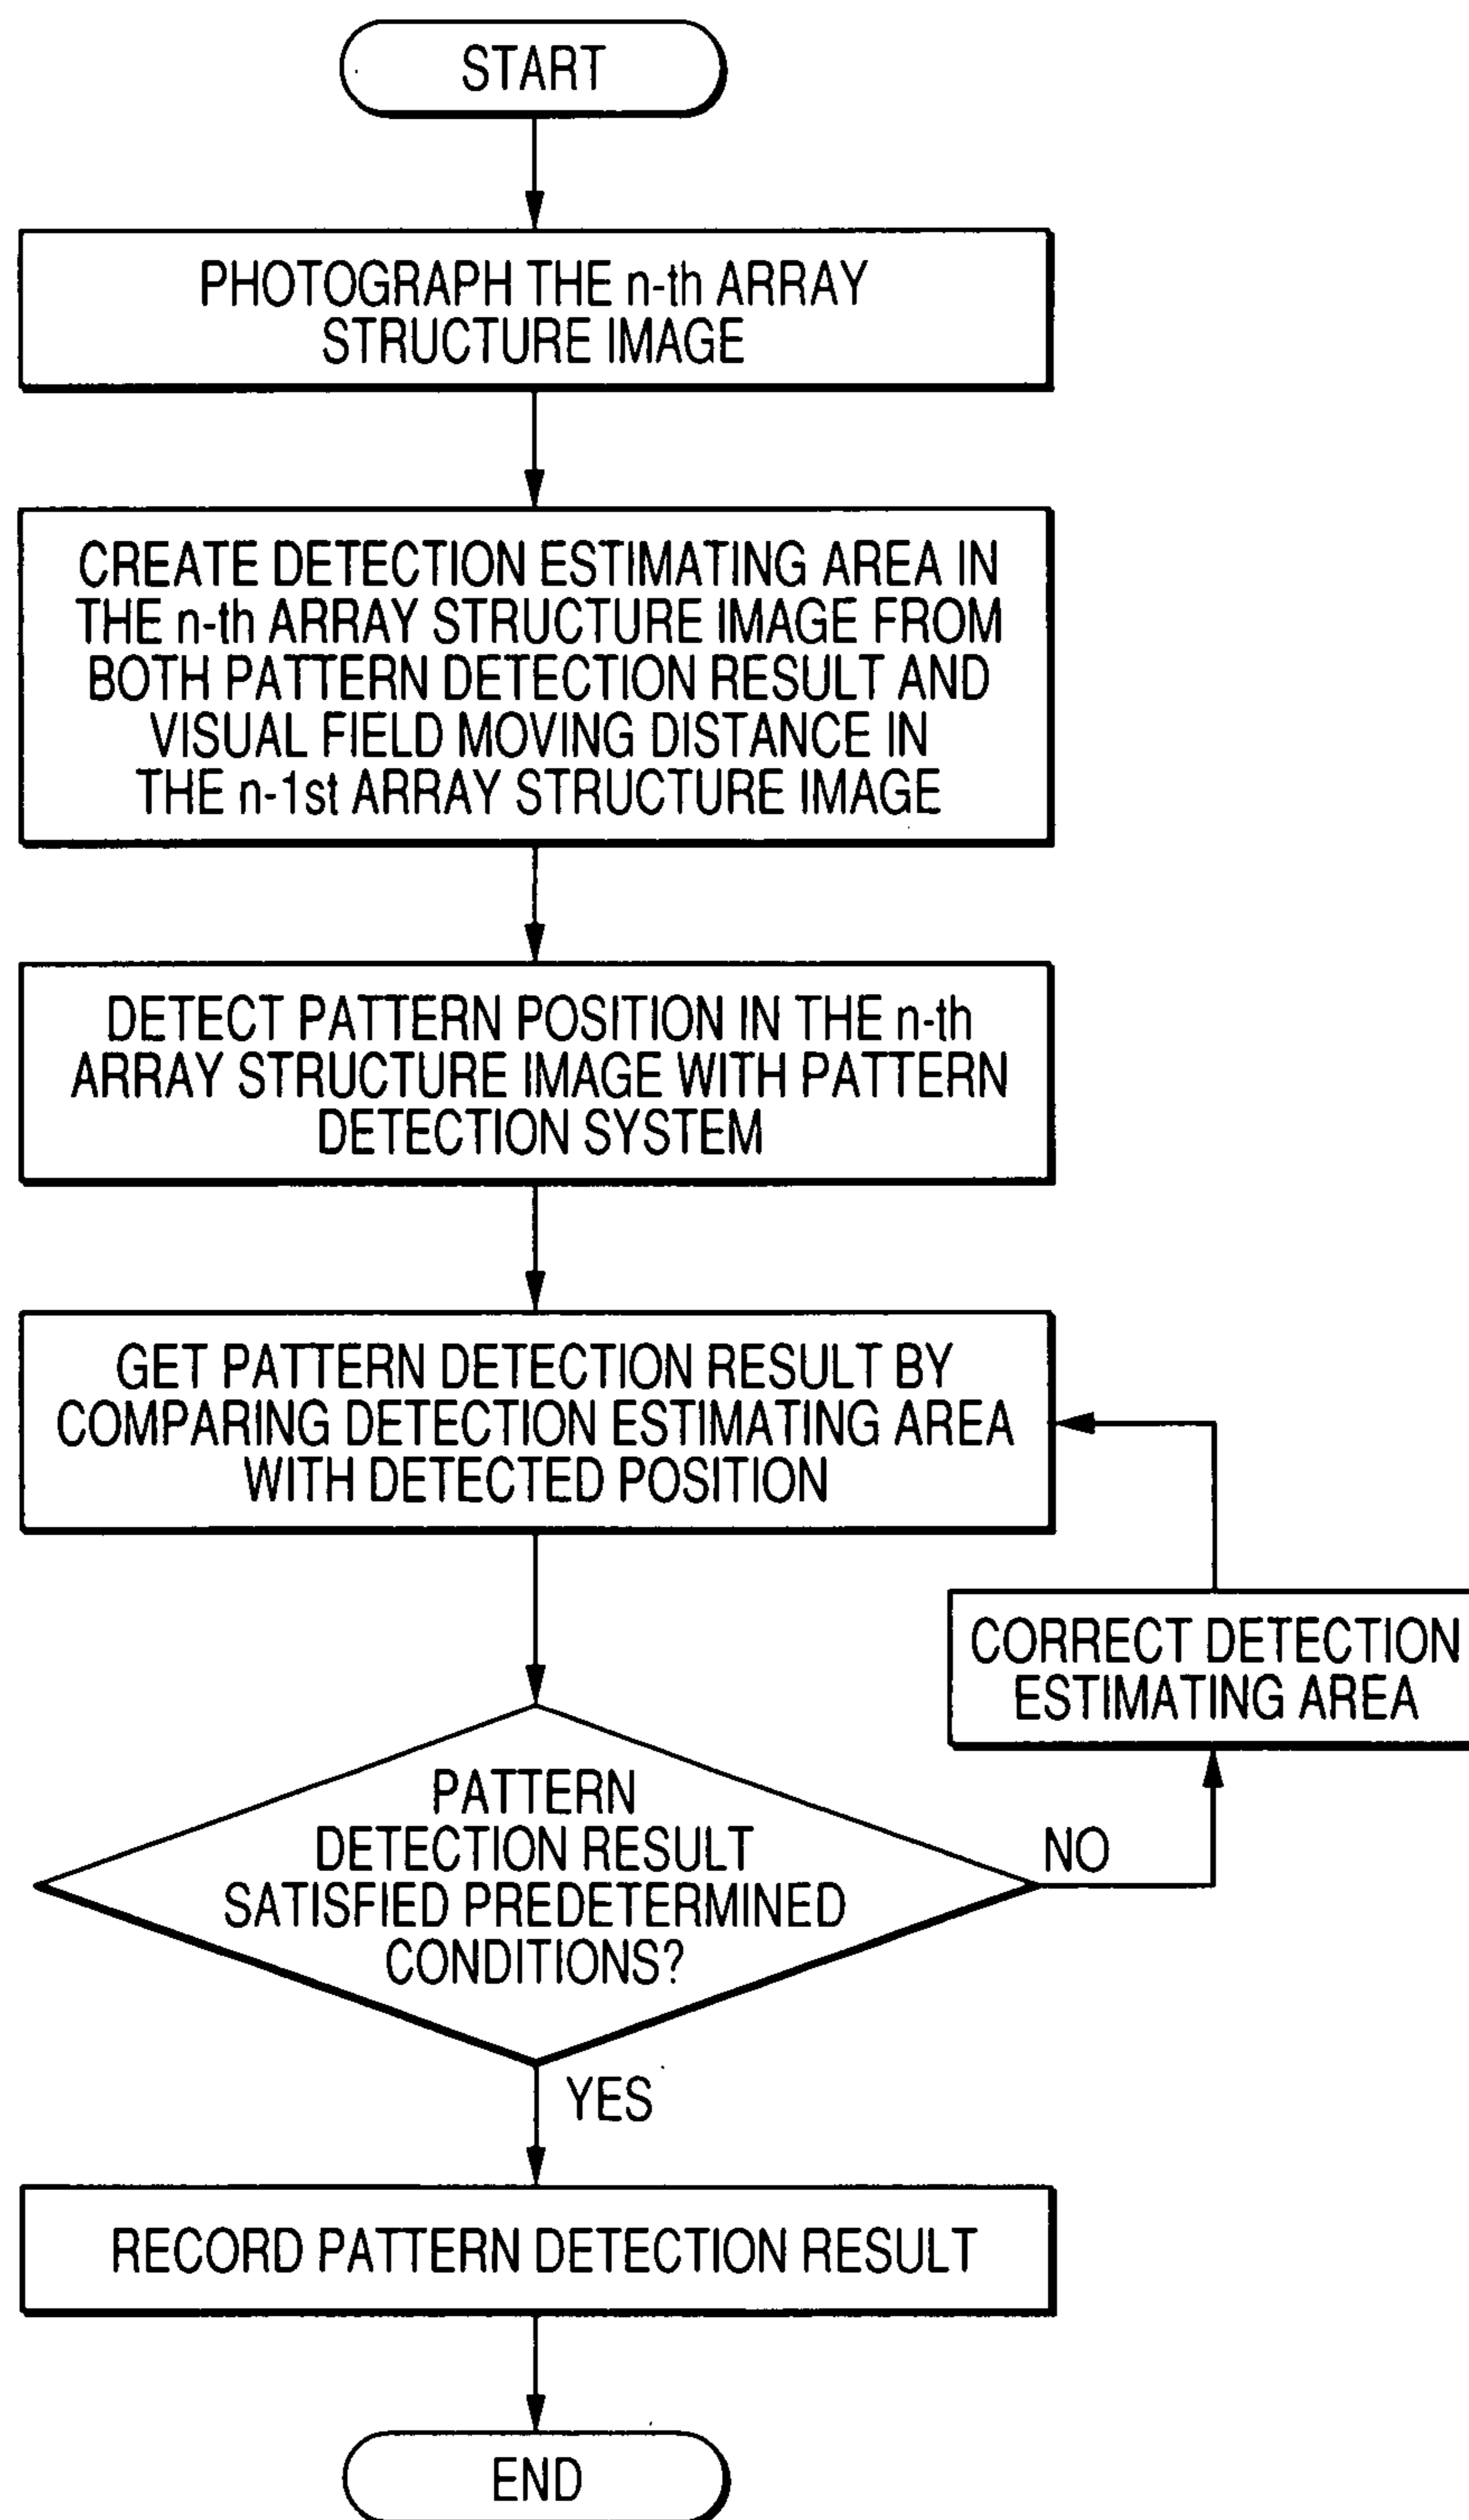 START
PHOTOGRAPH THE n-th ARRAY
STRUCTURE IMAGE
CREATE DETECTION ESTIMATING AREA IN
THE n-th ARRAY STRUCTURE IMAGE FROM
BOTH PATTERN DETECTION RESULT AND
VISUAL FIELD MOVING DISTANCE IN
THE n-1st ARRAY STRUCTURE IMAGE
DETECT PATTERN POSITION IN THE n-th
ARRAY STRUCTURE IMAGE WITH PATTERN
DETECTION SYSTEM
GET PATTERN DETECTION RESULT BY
COMPARING DETECTION ESTIMATING AREA
WITH DETECTED POSITION
CORRECT DETECTION
ESTIMATING AREA
PATTERN
DETECTION RESULT
SATISFIED PREDETERMINED
CONDITIONS?
NO
YES
RECORD PATTERN DETECTION RESULT
END